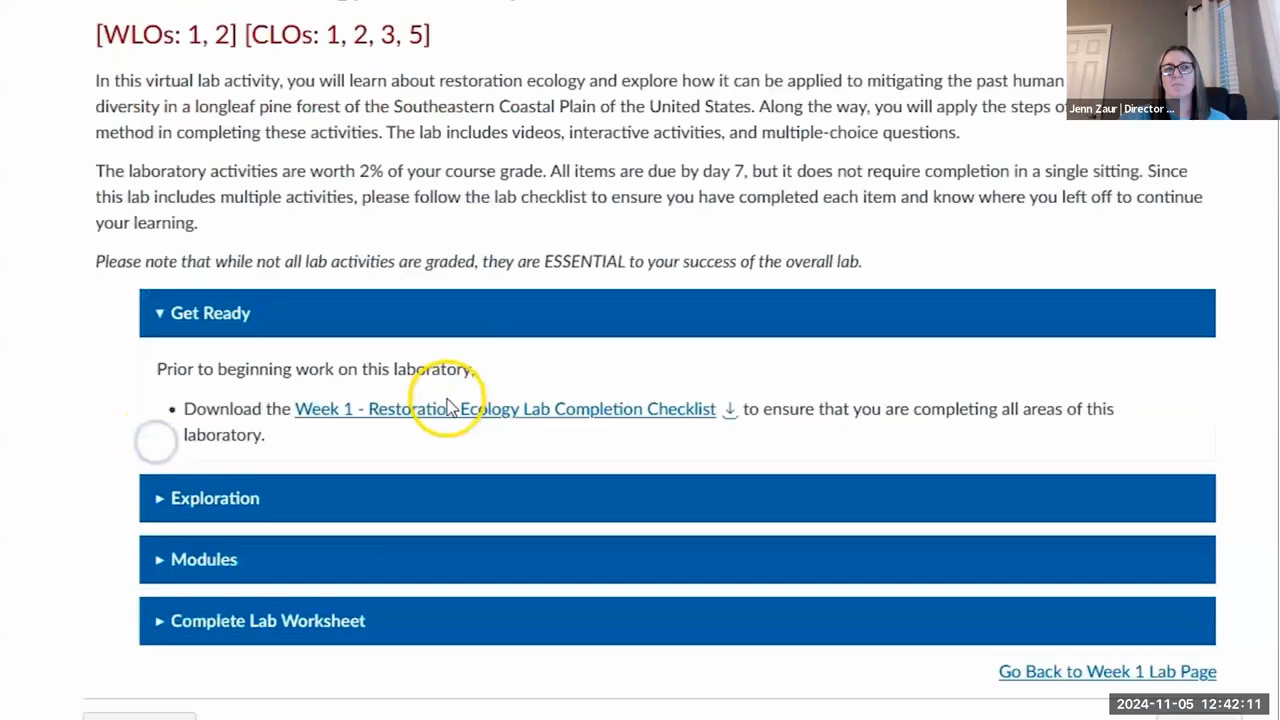 [WLOs: 1, 2] [CLOs: 1, 2, 3, 5]
In this virtual lab activity, you will learn about restoration ecology and explore how it can be applied to mitigating the past human
diversity in a longleaf pine forest of the Southeastern Coastal Plain of the United States. Along the way, you will apply the steps of
method in completing these activities. The lab includes videos, interactive activities, and multiple-choice questions.
Jenn Zaur | Director ...
The laboratory activities are worth 2% of your course grade. All items are due by day 7, but it does not require completion in a single sitting. Since
this lab includes multiple activities, please follow the lab checklist to ensure you have completed each item and know where you left off to continue
your learning.
Please note that while not all lab activities are graded, they are ESSENTIAL to your success of the overall lab.
▾ Get Ready
Prior to beginning work on this laboratory,
• Download the Week 1 - Restoration Ecology Lab Completion Checklist ↓ to ensure that you are completing all areas of this
laboratory.
▸ Exploration
▸ Modules
▸ Complete Lab Worksheet
Go Back to Week 1 Lab Page
2024-11-05 12:42:11